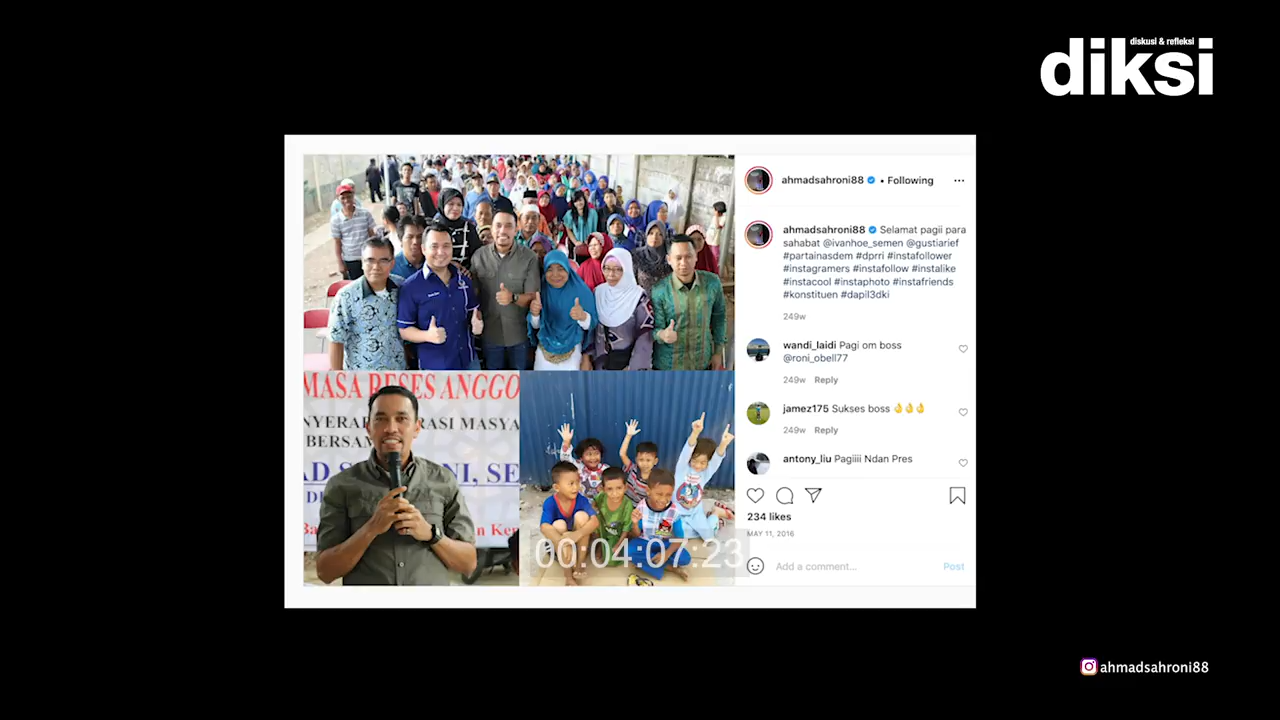 diskusi & refleksi
diksi
ahmadsahroni88 • Following
ahmadsahroni88 Selamat pagii para
sahabat @ivanhoe_semen @gustiarief
#partainasdem #dprri #instafollower
#instagramers #instafollow #instalike
#instacool #instaphoto #instafriends
#konstituen #dapil3dki
249w
wandi_laidi Pagi om boss
@roni_obell77
249w Reply
jamez175 Sukses boss 👌👌👌
249w Reply
antony_liu Pagiiii Ndan Pres
234 likes
MAY 11, 2016
Add a comment... Post
MASA RESES ANGGO
BERSAM
00:04:07:23
ahmadsahroni88